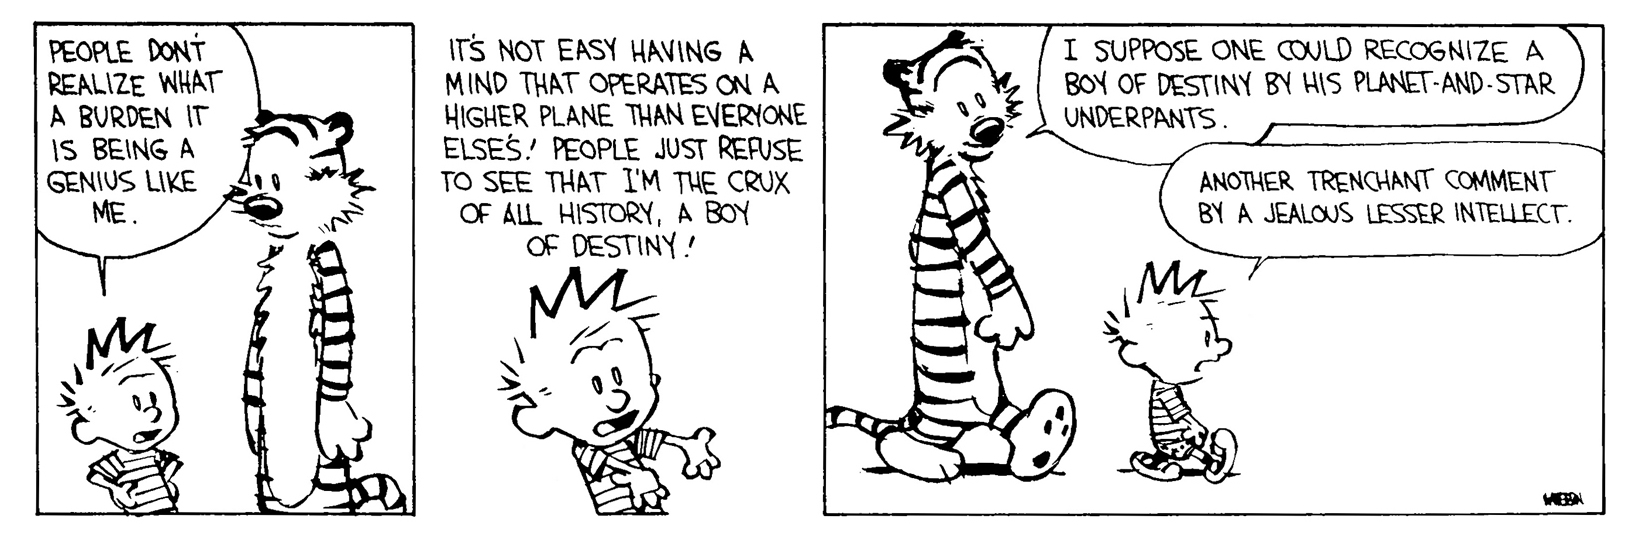 PEOPLE DON'T
REALIZE WHAT
A BURDEN IT
IS BEING A
GENIUS LIKE
ME.
IT'S NOT EASY HAVING A
MIND THAT OPERATES ON A
HIGHER PLANE THAN EVERYONE
ELSE'S! PEOPLE JUST REFUSE
TO SEE THAT I'M THE CRUX
OF ALL HISTORY, A BOY
OF DESTINY!
I SUPPOSE ONE COULD RECOGNIZE A
BOY OF DESTINY BY HIS PLANET-AND-STAR
UNDERPANTS.
ANOTHER TRENCHANT COMMENT
BY A JEALOUS LESSER INTELLECT.